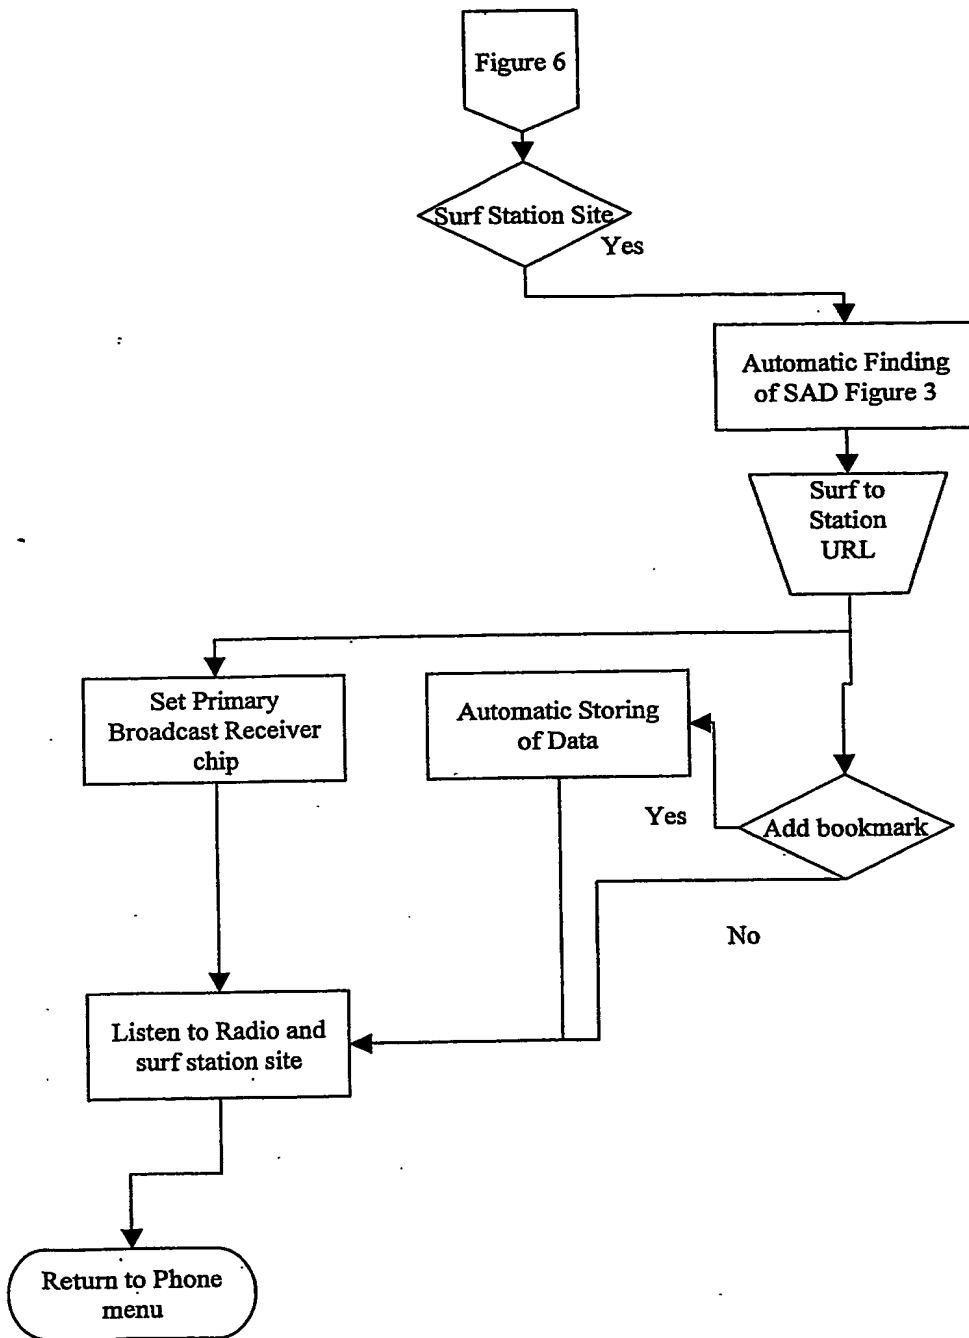 Figure 6
Surf Station Site
Yes
Automatic Finding
of SAD Figure 3
Surf to
Station
URL
Set Primary
Broadcast Receiver
chip
Automatic Storing
of Data
Yes
Add bookmark
No
Listen to Radio and
surf station site
Return to Phone
menu